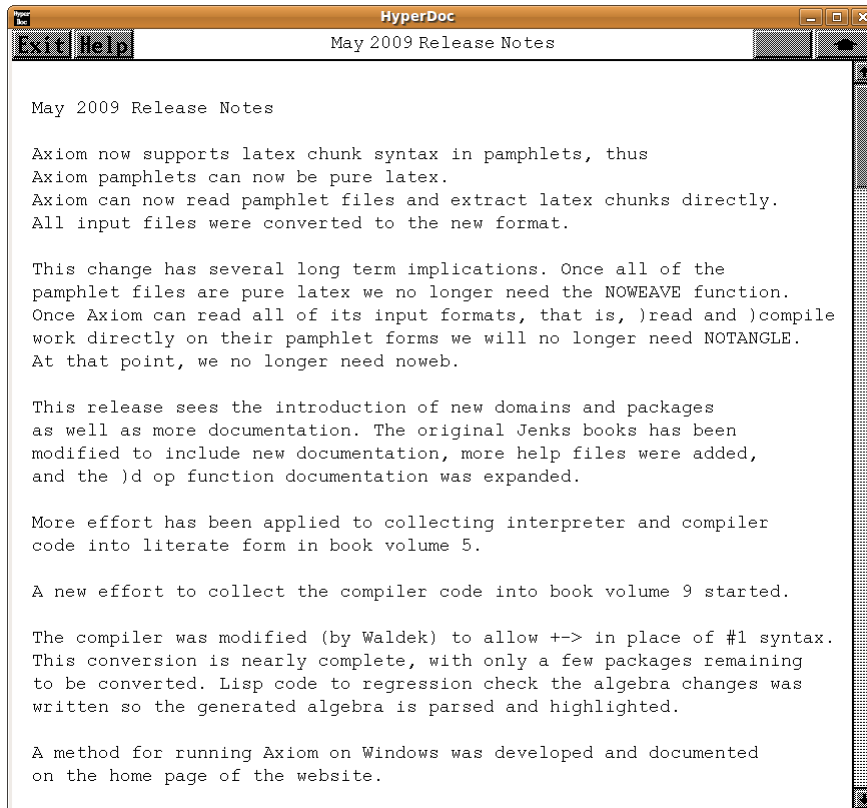 Hyper
Doc
HyperDoc
Exit Help
May 2009 Release Notes
May 2009 Release Notes
Axiom now supports latex chunk syntax in pamphlets, thus
Axiom pamphlets can now be pure latex.
Axiom can now read pamphlet files and extract latex chunks directly.
All input files were converted to the new format.
This change has several long term implications. Once all of the
pamphlet files are pure latex we no longer need the NOWEAVE function.
Once Axiom can read all of its input formats, that is, )read and )compile
work directly on their pamphlet forms we will no longer need NOTANGLE.
At that point, we no longer need noweb.
This release sees the introduction of new domains and packages
as well as more documentation. The original Jenks books has been
modified to include new documentation, more help files were added,
and the )d op function documentation was expanded.
More effort has been applied to collecting interpreter and compiler
code into literate form in book volume 5.
A new effort to collect the compiler code into book volume 9 started.
The compiler was modified (by Waldek) to allow +-> in place of #1 syntax.
This conversion is nearly complete, with only a few packages remaining
to be converted. Lisp code to regression check the algebra changes was
written so the generated algebra is parsed and highlighted.
A method for running Axiom on Windows was developed and documented
on the home page of the website.